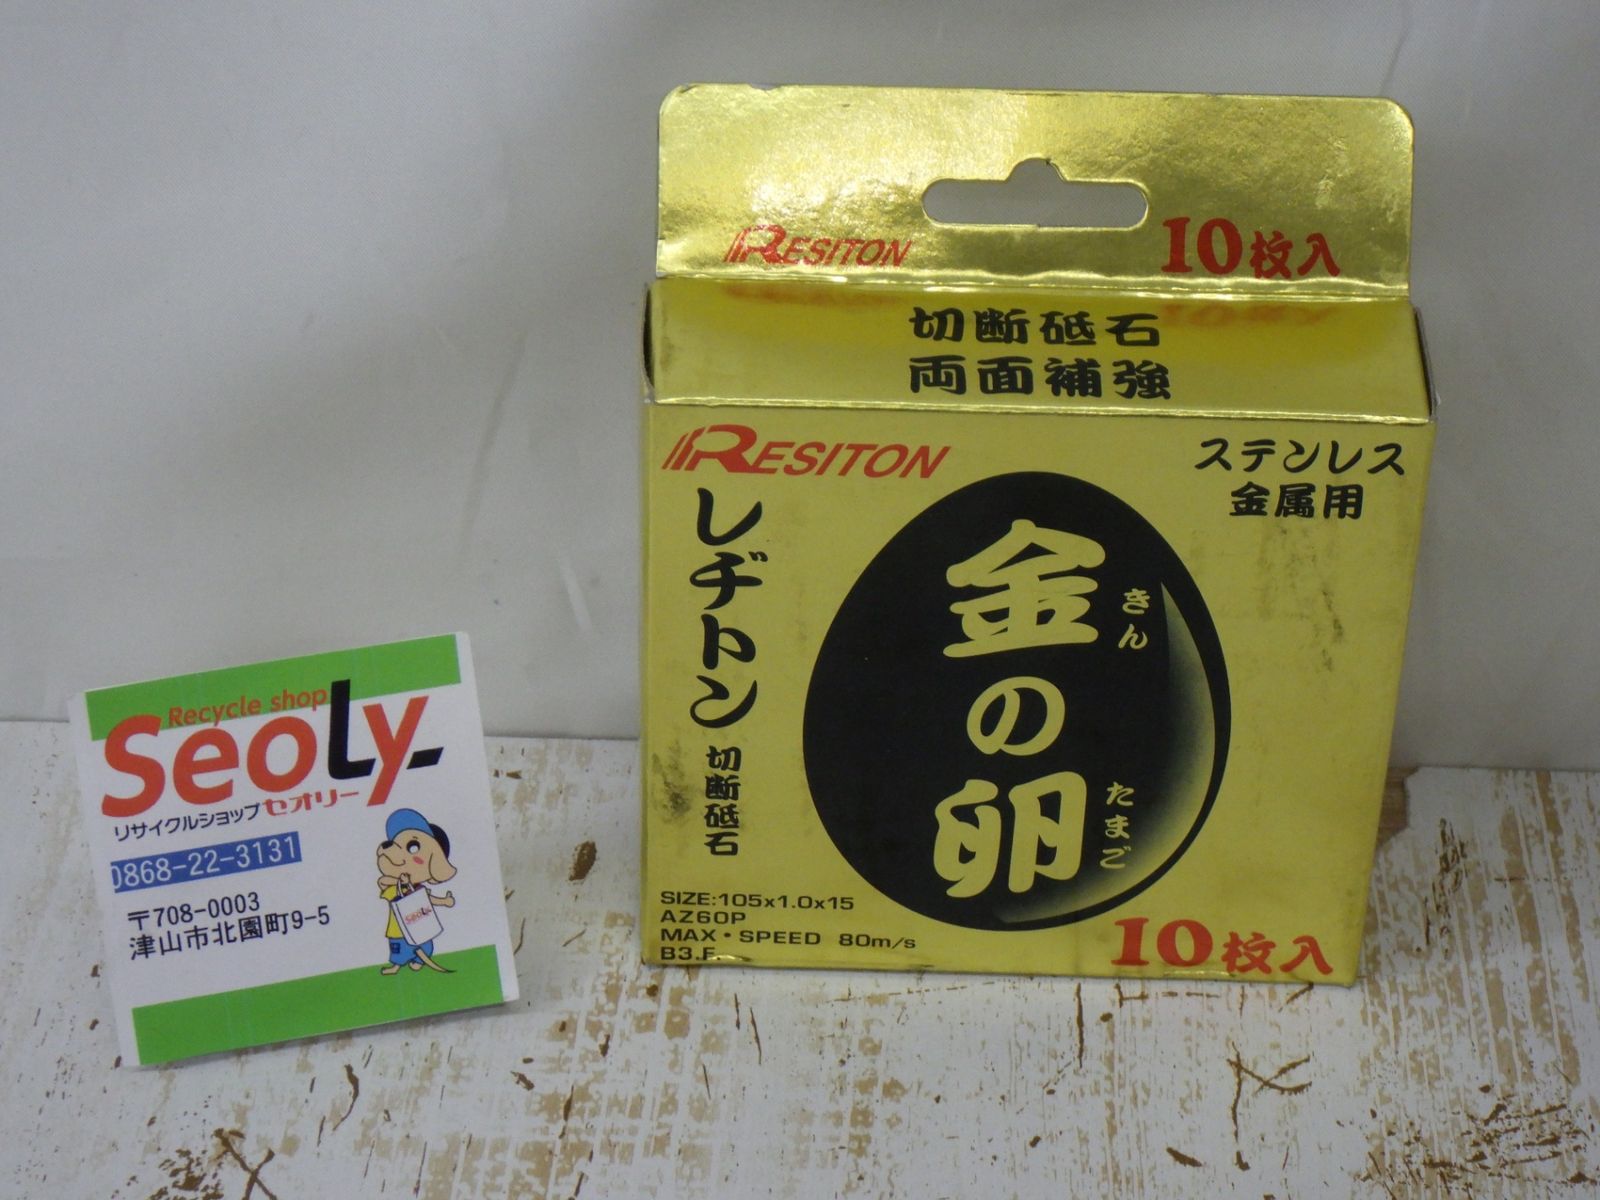 RESITON
10枚入
切断砥石
両面補強
RESITON
ステンレス
金属用
レヂトン
切断砥石
金の卵
きん
たまご
SIZE:105x1.0x15
AZ60P
MAX・SPEED 80m/s
B3.F.
10枚入
Recycle shop
Seoly
リサイクルショップセオリー
0868-22-3131
〒708-0003
津山市北園町9-5
Seoly